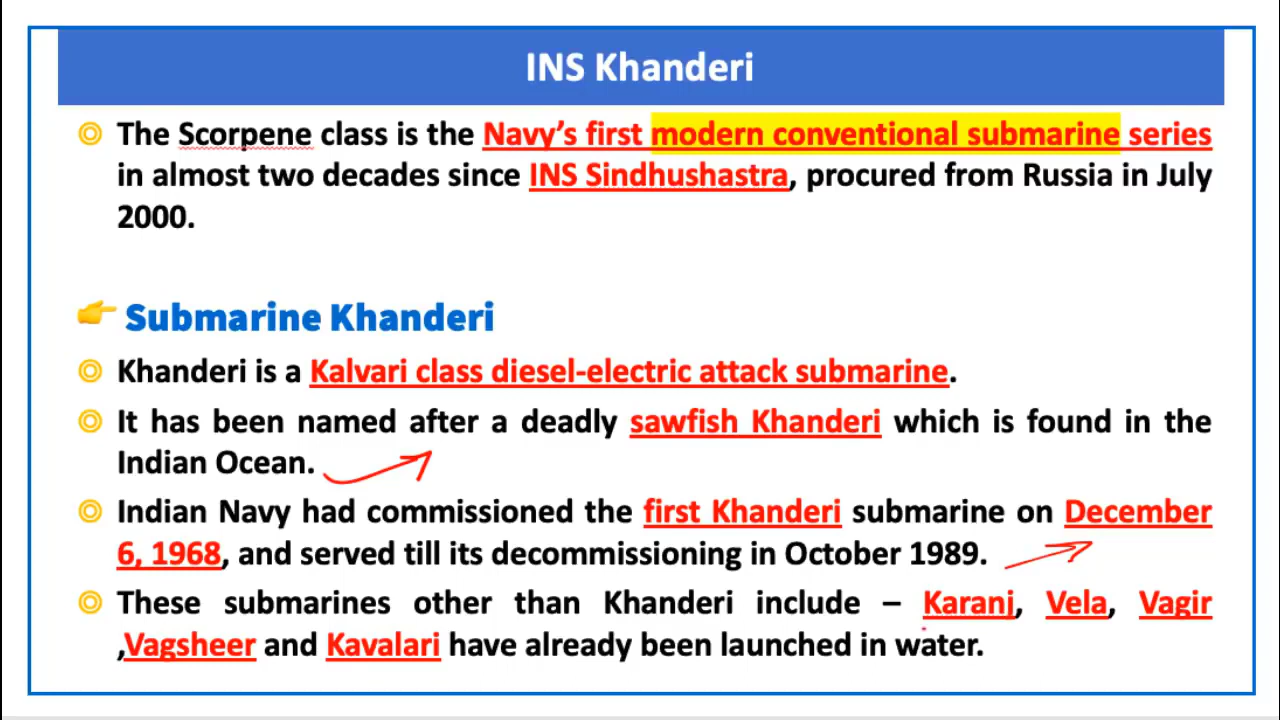 INS Khanderi
The Scorpene class is the Navy’s first modern conventional submarine series
in almost two decades since INS Sindhushastra, procured from Russia in July
2000.
Submarine Khanderi
Khanderi is a Kalvari class diesel-electric attack submarine.
It has been named after a deadly sawfish Khanderi which is found in the
Indian Ocean.
Indian Navy had commissioned the first Khanderi submarine on December
6, 1968, and served till its decommissioning in October 1989.
These submarines other than Khanderi include – Karanj, Vela, Vagir
,Vagsheer and Kavalari have already been launched in water.